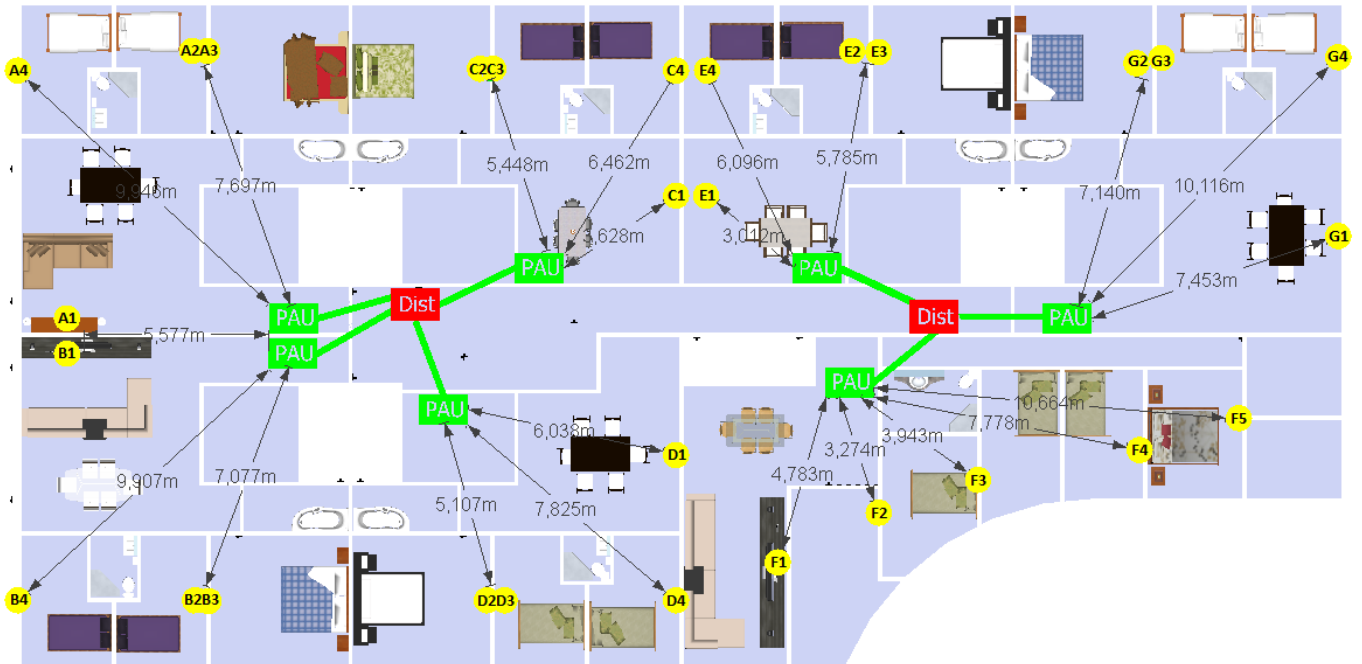 A2A3
C2C3
C4
E4
E2
E3
G2
G3
G4
A4
5,448m
6,462m
6,096m
5,785m
9,946m
7,697m
7,140m
10,116m
C1
E1
3,628m
3,012m
G1
PAU
PAU
7,453m
A1
PAU
Dist
Dist
PAU
5,577m
B1
PAU
PAU
PAU
10,664m
6,038m
3,943m
7,778m
F5
D1
3,274m
F4
9,907m
7,077m
4,783m
F3
5,107m
7,825m
F2
F1
B4
B2B3
D2D3
D4